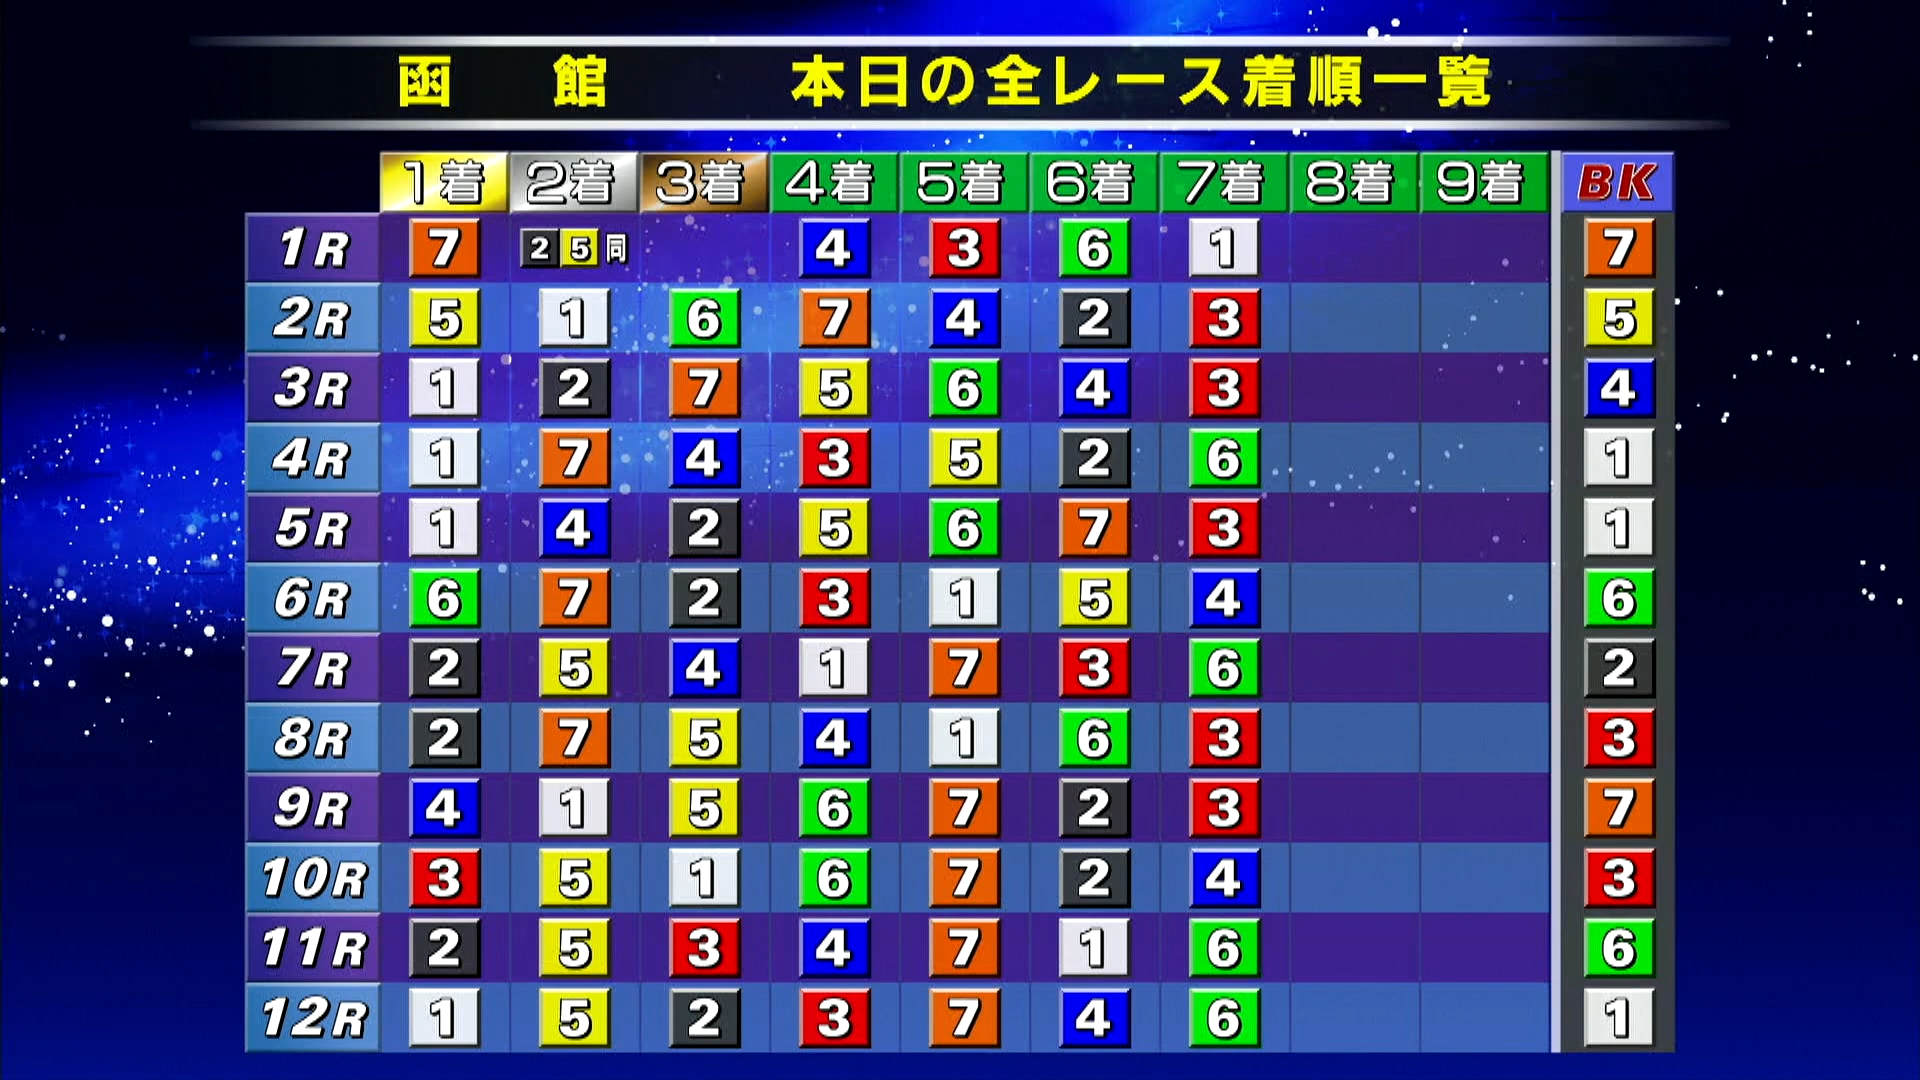 函館 本日の全レース着順一覧
1着 2着 3着 4着 5着 6着 7着 8着 9着 BK
1R 7 2 5 同 4 3 6 1 7
2R 5 1 6 7 4 2 3 5
3R 1 2 7 5 6 4 3 4
4R 1 7 4 3 5 2 6 1
5R 1 4 2 5 6 7 3 1
6R 6 7 2 3 1 5 4 6
7R 2 5 4 1 7 3 6 2
8R 2 7 5 4 1 6 3 3
9R 4 1 5 6 7 2 3 7
10R 3 5 1 6 7 2 4 3
11R 2 5 3 4 7 1 6 6
12R 1 5 2 3 7 4 6 1